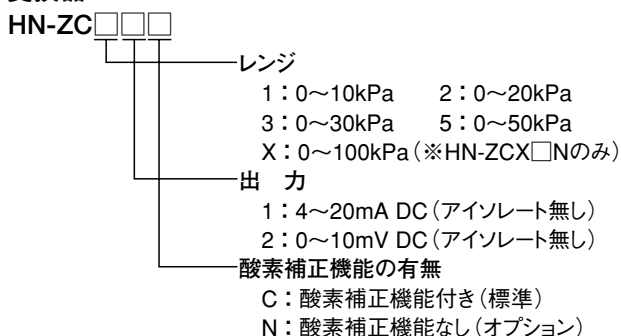 HN-ZC□□□
レンジ
1：0～10kPa　2：0～20kPa
3：0～30kPa　5：0～50kPa
X：0～100kPa（※HN-ZCX□Nのみ）
出　力
1：4～20mA DC（アイソレート無し）
2：0～10mV DC（アイソレート無し）
酸素補正機能の有無
C：酸素補正機能付き（標準）
N：酸素補正機能なし（オプション）